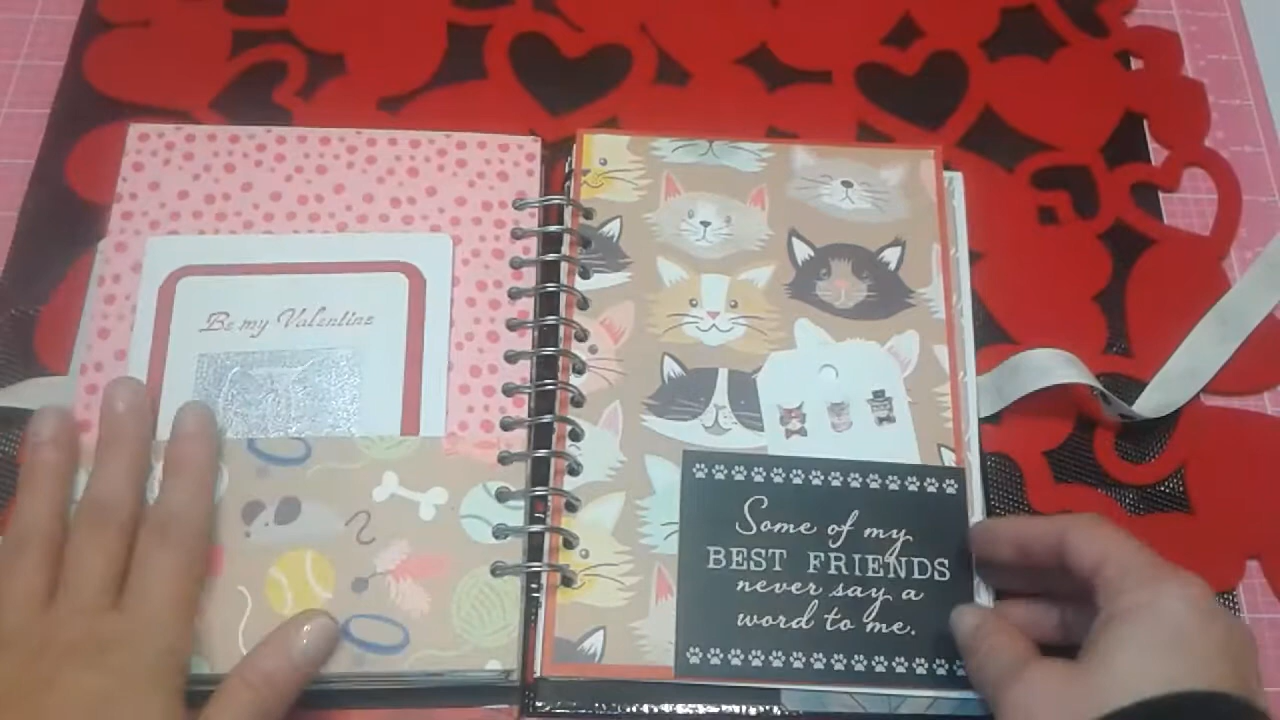 Be my Valentine
Some of my
BEST FRIENDS
never say a
word to me.